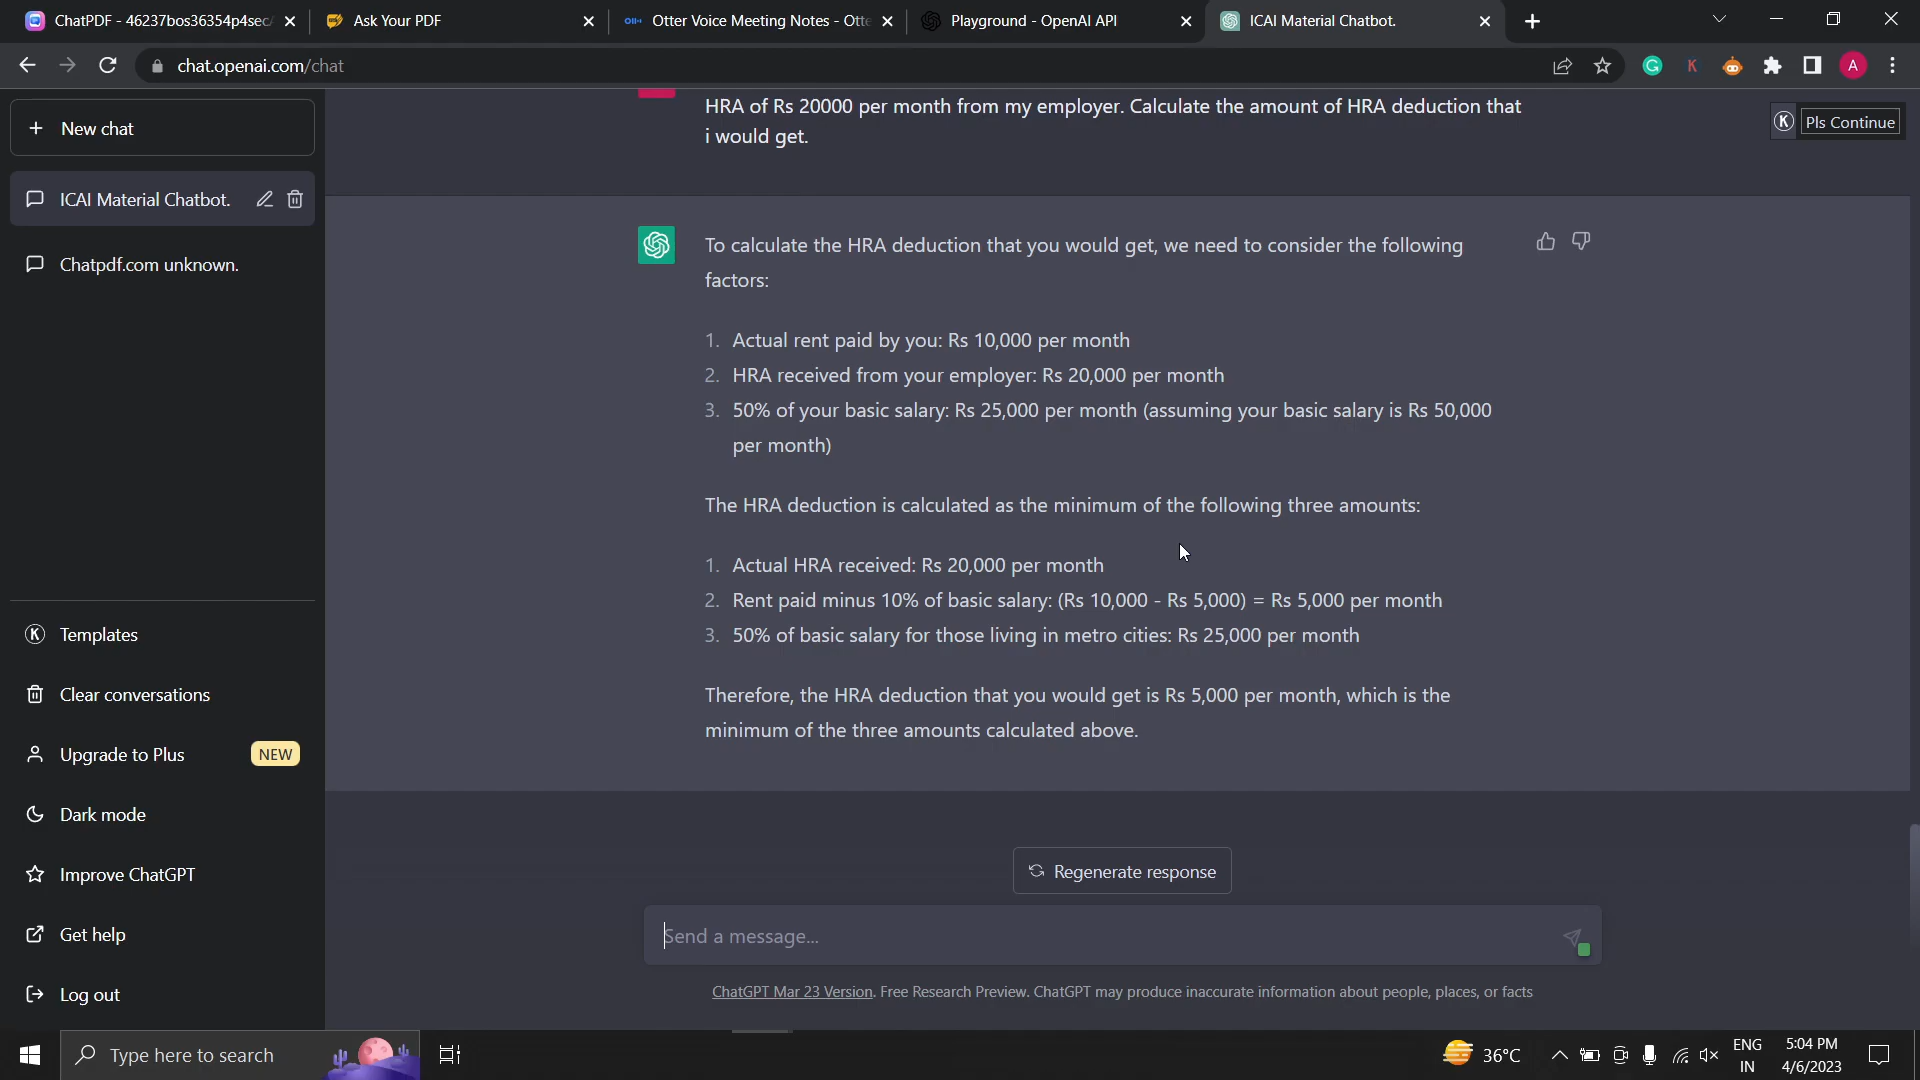 ChatPDF - 46237bos36354p4sec
Ask Your PDF
Otter Voice Meeting Notes - Otte
Playground - OpenAI API
ICAI Material Chatbot.
chat.openai.com/chat
K
A
New chat
ICAI Material Chatbot.
Chatpdf.com unknown.
K Templates
Clear conversations
Upgrade to Plus NEW
Dark mode
Improve ChatGPT
Get help
Log out
HRA of Rs 20000 per month from my employer. Calculate the amount of HRA deduction that
i would get.
K Pls Continue
To calculate the HRA deduction that you would get, we need to consider the following
factors:
1. Actual rent paid by you: Rs 10,000 per month
2. HRA received from your employer: Rs 20,000 per month
3. 50% of your basic salary: Rs 25,000 per month (assuming your basic salary is Rs 50,000
per month)
The HRA deduction is calculated as the minimum of the following three amounts:
1. Actual HRA received: Rs 20,000 per month
2. Rent paid minus 10% of basic salary: (Rs 10,000 - Rs 5,000) = Rs 5,000 per month
3. 50% of basic salary for those living in metro cities: Rs 25,000 per month
Therefore, the HRA deduction that you would get is Rs 5,000 per month, which is the
minimum of the three amounts calculated above.
Regenerate response
Send a message...
ChatGPT Mar 23 Version. Free Research Preview. ChatGPT may produce inaccurate information about people, places, or facts
Type here to search
36°C
ENG
IN
5:04 PM
4/6/2023